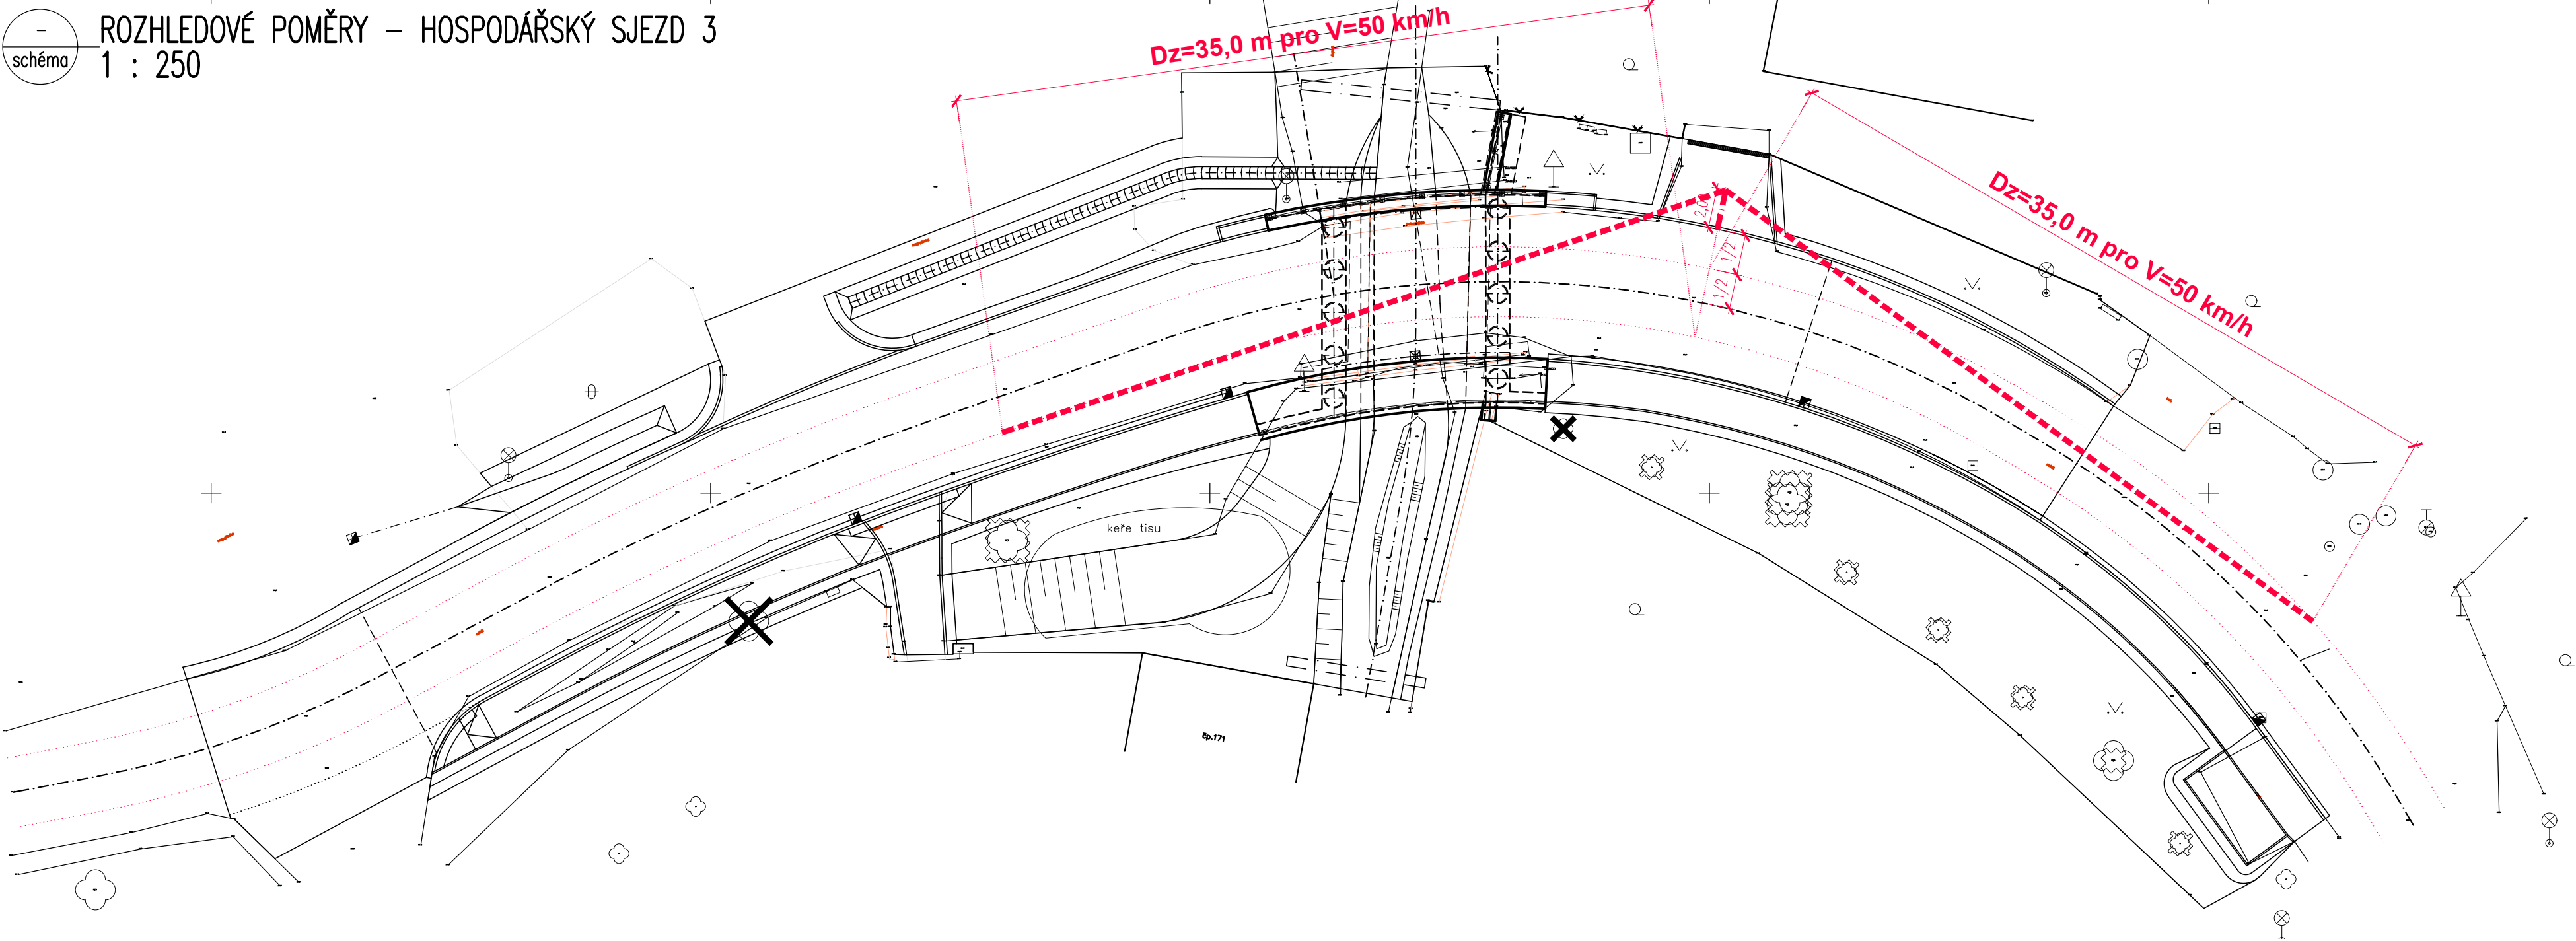 –
schéma
ROZHLEDOVÉ POMĚRY – HOSPODÁŘSKÝ SJEZD 3
1 : 250
Dz=35,0 m pro V=50 km/h
Dz=35,0 m pro V=50 km/h
2,0
1/2
1/2
keře tisu
čp.171